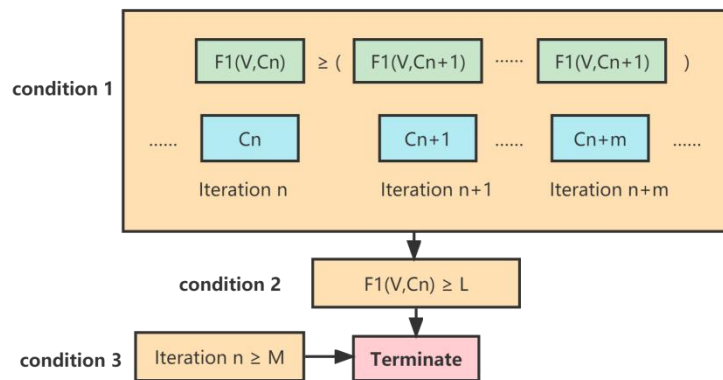 F1(V,Cn) ≥ ( F1(V,Cn+1) ...... F1(V,Cn+1) )
condition 1
...... Cn Cn+1 ...... Cn+m ......
Iteration n Iteration n+1 Iteration n+m
condition 2 F1(V,Cn) ≥ L
condition 3 Iteration n ≥ M Terminate